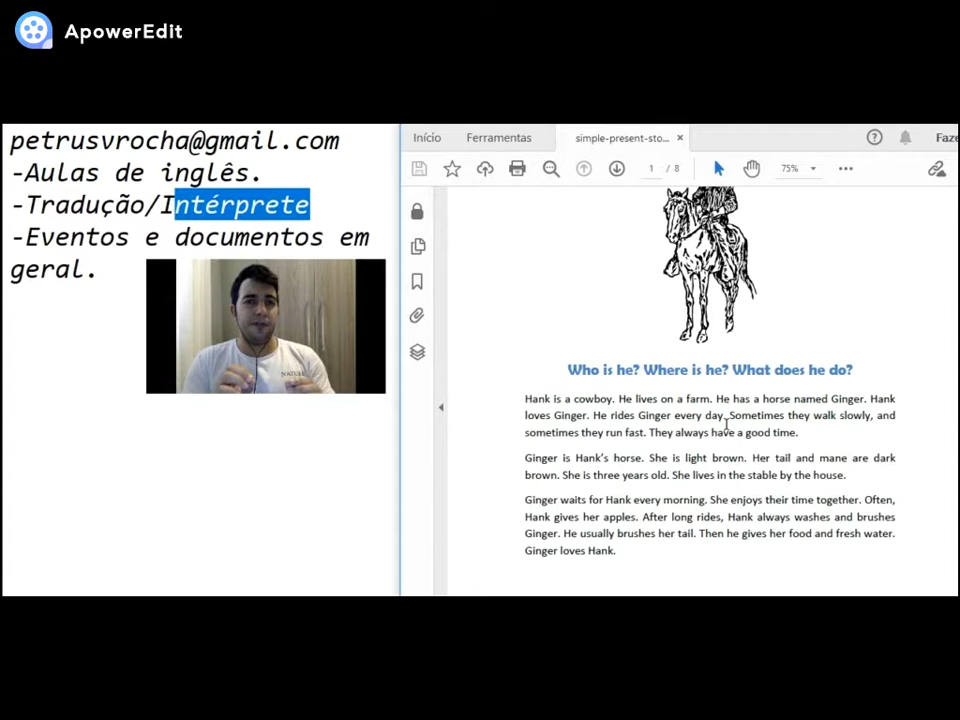 ApowerEdit
petrusvrocha@gmail.com
-Aulas de inglês.
-Tradução/Intérprete
-Eventos e documentos em
geral.
Início Ferramentas simple-present-sto... × Faze
1 / 8 75%
Who is he? Where is he? What does he do?
Hank is a cowboy. He lives on a farm. He has a horse named Ginger. Hank
loves Ginger. He rides Ginger every day. Sometimes they walk slowly, and
sometimes they run fast. They always have a good time.
Ginger is Hank's horse. She is light brown. Her tail and mane are dark
brown. She is three years old. She lives in the stable by the house.
Ginger waits for Hank every morning. She enjoys their time together. Often,
Hank gives her apples. After long rides, Hank always washes and brushes
Ginger. He usually brushes her tail. Then he gives her food and fresh water.
Ginger loves Hank.